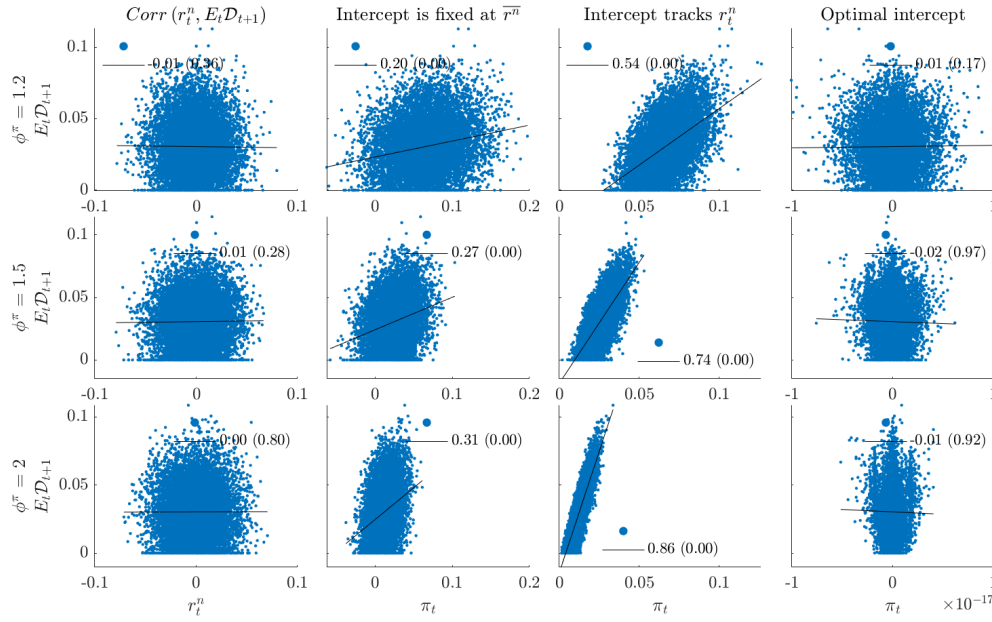 Corr (r_t^n, E_t D_{t+1})
Intercept is fixed at \overline{r^n}
Intercept tracks r_t^n
Optimal intercept
ϕ^π = 1.2
E_t D_{t+1}
0.1
0.05
0
-0.01 (0.36)
0.20 (0.00)
0.54 (0.00)
0.01 (0.17)
-0.1 0 0.1
0 0.1 0.2
0 0.05 0.1
-1 0 1
ϕ^π = 1.5
E_t D_{t+1}
0.1
0.05
0
0.01 (0.28)
0.27 (0.00)
0.74 (0.00)
-0.02 (0.97)
-0.1 0 0.1
0 0.1 0.2
0 0.05 0.1
-1 0 1
ϕ^π = 2
E_t D_{t+1}
0.1
0.05
0
0.00 (0.80)
0.31 (0.00)
0.86 (0.00)
-0.01 (0.92)
-0.1 0 0.1
0 0.1 0.2
0 0.05 0.1
-1 0 1
×10^{-17}
r_t^n
π_t
π_t
π_t